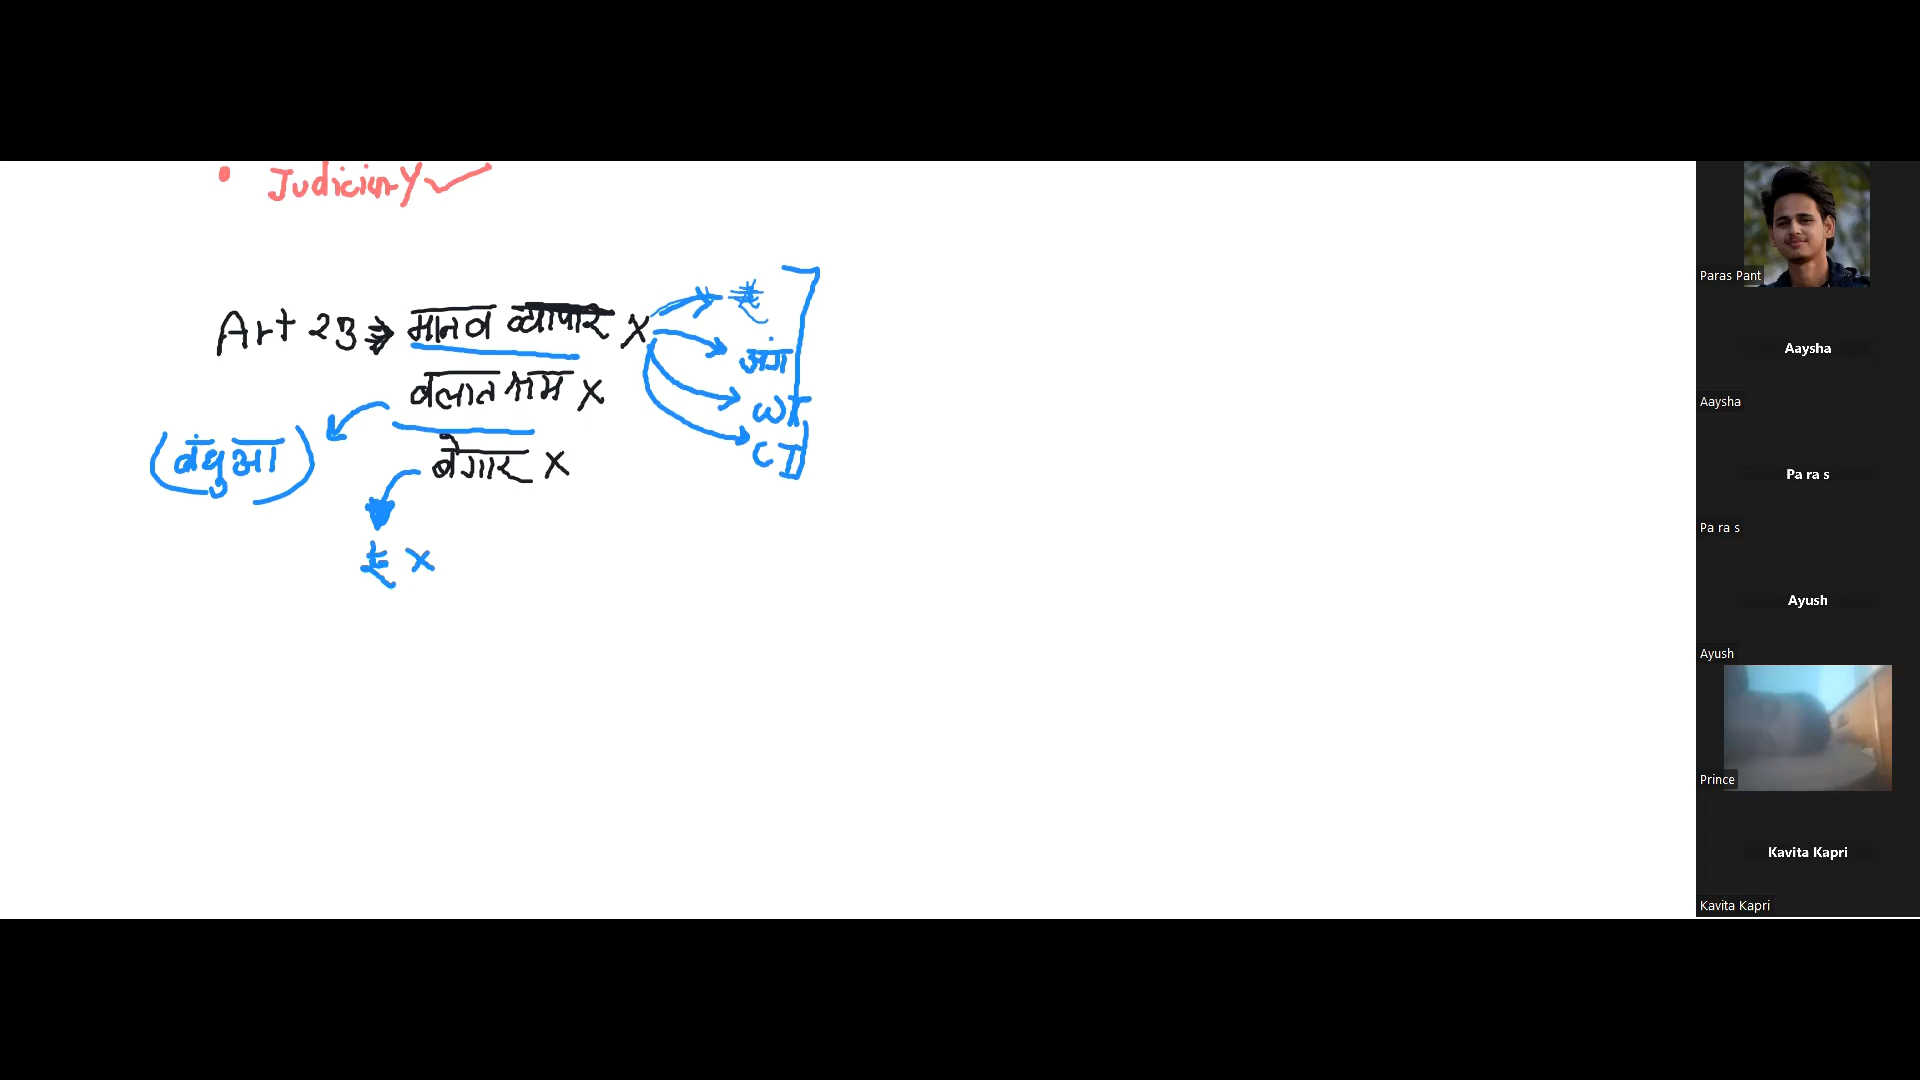 • Judiciary
Art 23 ⇒ मानव व्यापार X
अंग
बलात श्रम X
WT
(बंधुआ)
बेगार X
CT
₹ X
Paras Pant
Aaysha
Aaysha
Pa ra s
Pa ra s
Ayush
Ayush
Prince
Kavita Kapri
Kavita Kapri